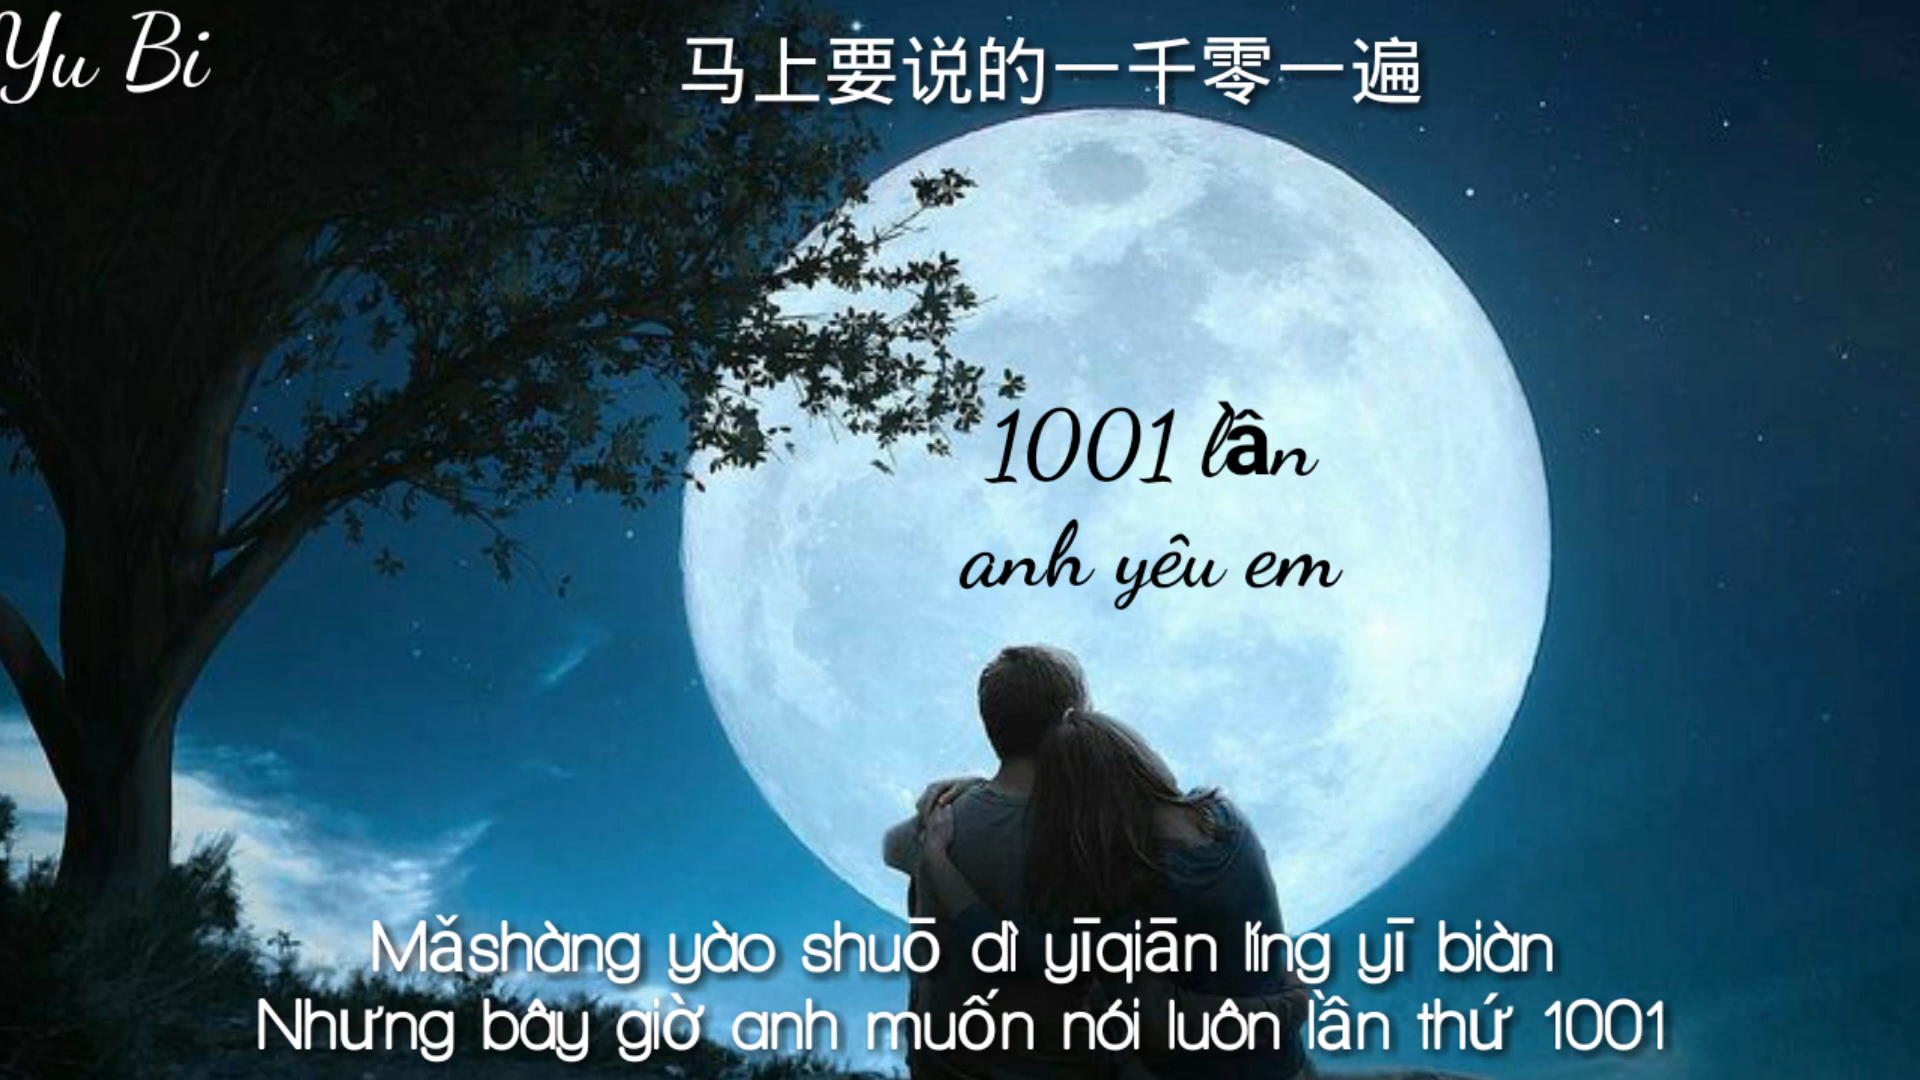 Yu Bi
马上要说的一千零一遍
1001 lần
anh yêu em
Mǎshàng yào shuō dì yīqiān líng yī biàn
Nhưng bây giờ anh muốn nói luôn lần thứ 1001